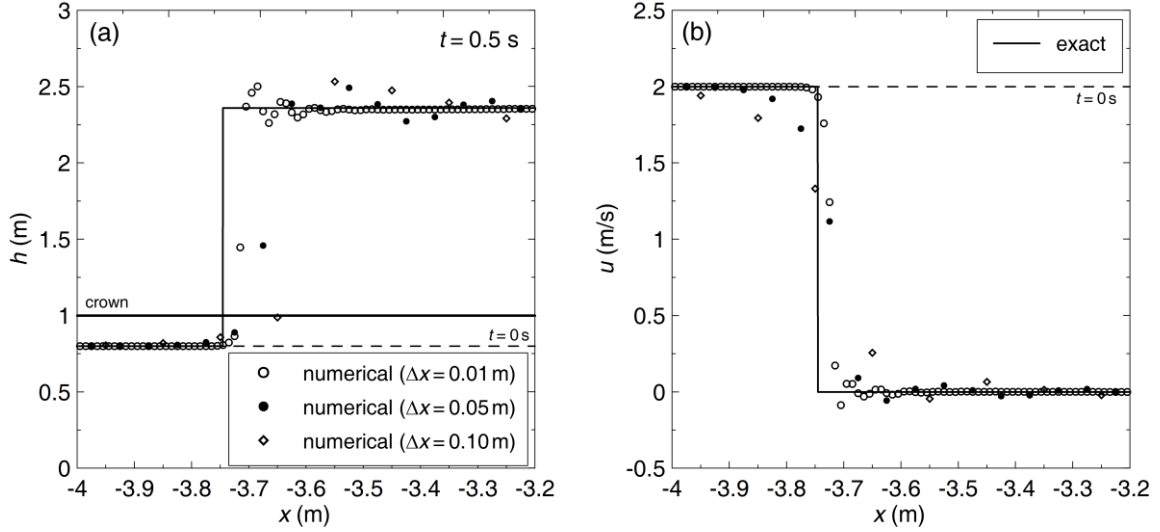 (a)
t = 0.5 s
3
2.5
2
1.5
1
0.5
0
h (m)
crown
t = 0 s
numerical (Δx = 0.01 m)
numerical (Δx = 0.05 m)
numerical (Δx = 0.10 m)
-4 -3.9 -3.8 -3.7 -3.6 -3.5 -3.4 -3.3 -3.2
x (m)
(b)
exact
2.5
2
1.5
1
0.5
0
-0.5
u (m/s)
t = 0 s
-4 -3.9 -3.8 -3.7 -3.6 -3.5 -3.4 -3.3 -3.2
x (m)